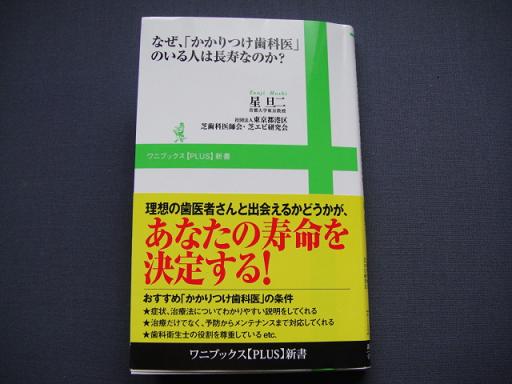 なぜ、「かかりつけ歯科医」
のいる人は長寿なのか?
Tanji Hoshi
星 旦二
首都大学東京教授
社団法人 東京都港区
芝歯科医師会・芝エビ研究会
ワニブックス【PLUS】新書
理想の歯医者さんと出会えるかどうかが、
あなたの寿命を
決定する!
おすすめ「かかりつけ歯科医」の条件
★症状、治療法についてわかりやすい説明をしてくれる
★治療だけでなく、予防からメンテナンスまで対応してくれる
★歯科衛生士の役割を尊重している etc.
ワニブックス【PLUS】新書